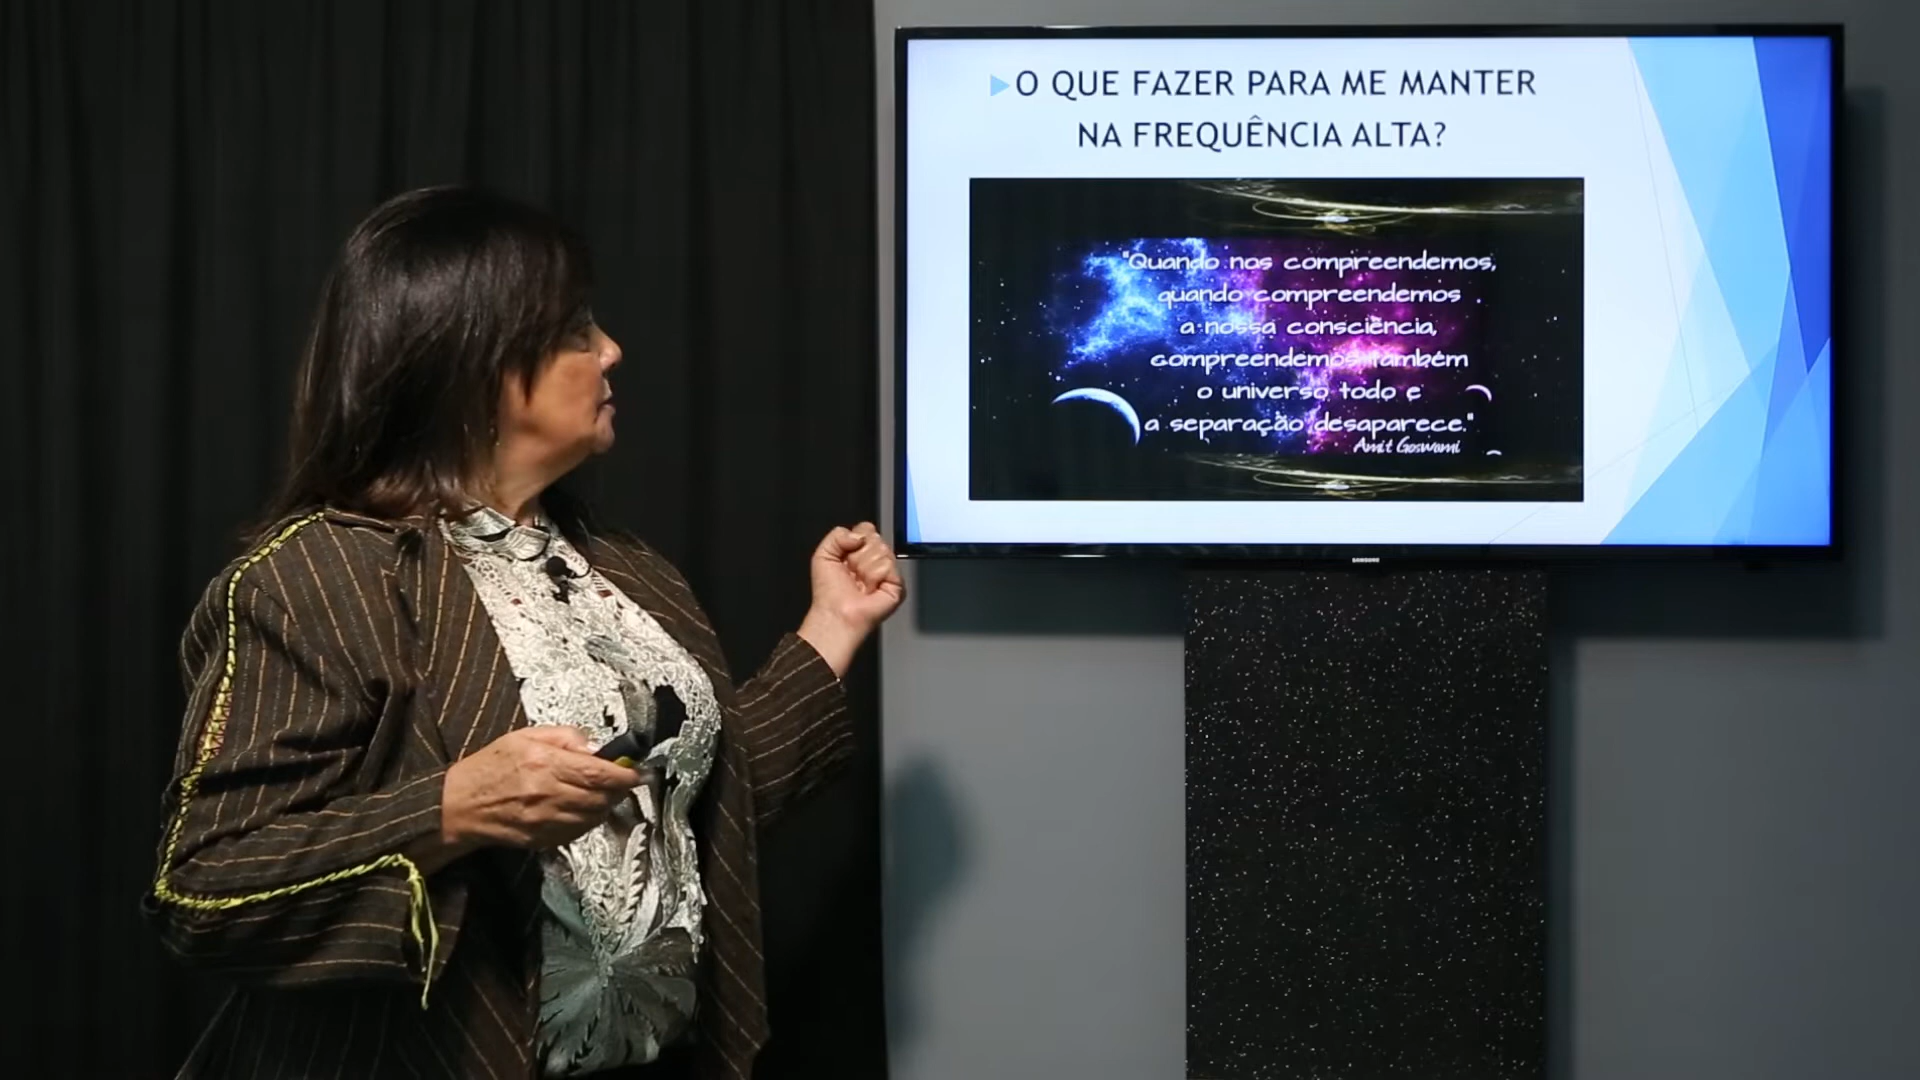 O QUE FAZER PARA ME MANTER
NA FREQUÊNCIA ALTA?
"Quando nos compreendemos,
quando compreendemos
a nossa consciência,
compreendemos também
o universo todo e
a separação desaparece."
Amit Goswami
SAMSUNG